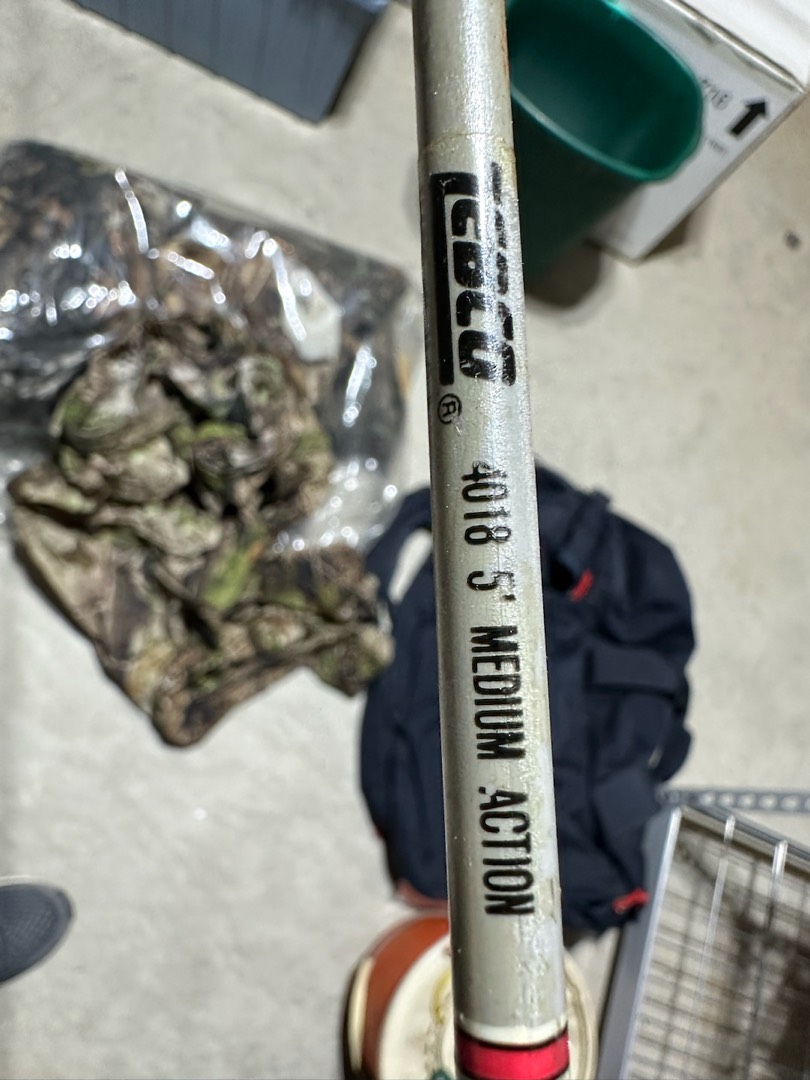 ZEBCO®
4018 5' MEDIUM ACTION